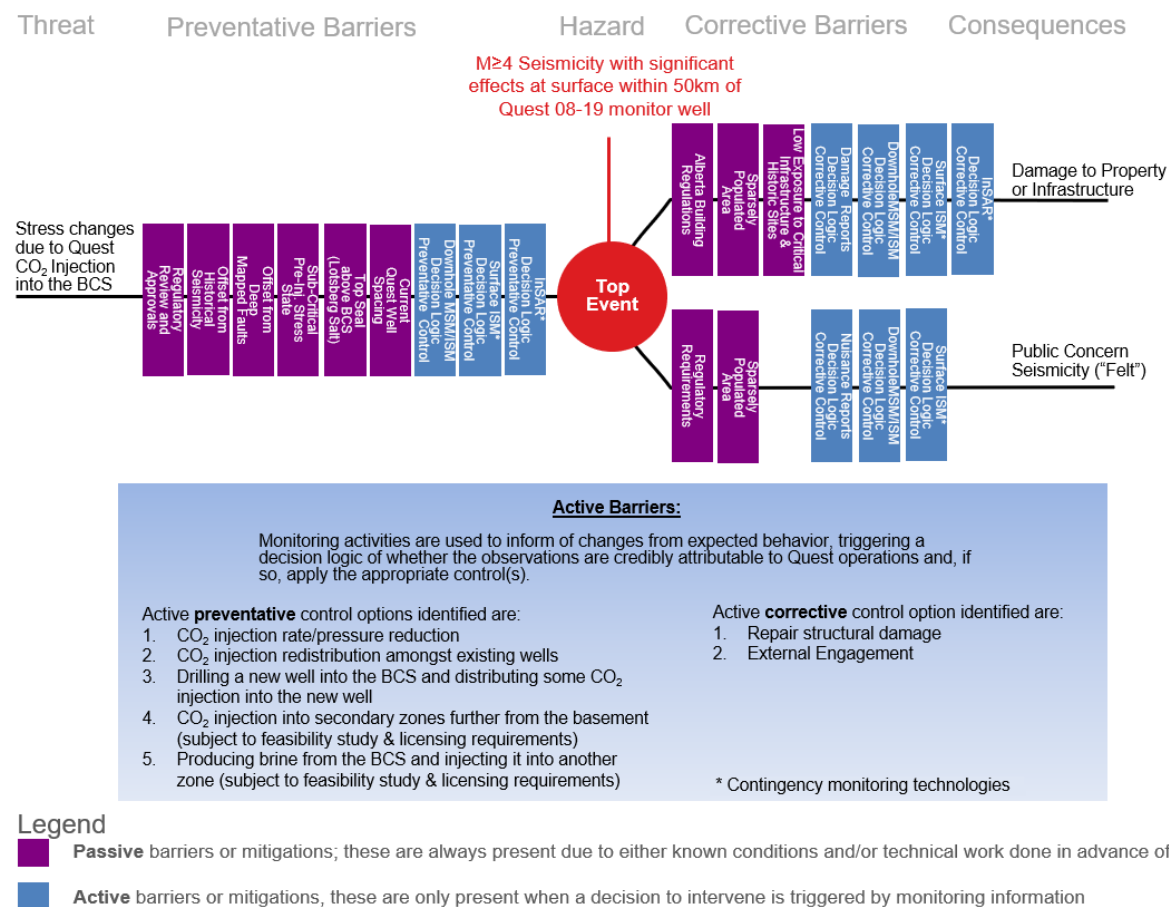 Threat
Preventative Barriers
Hazard
Corrective Barriers
Consequences
M≥4 Seismicity with significant
effects at surface within 50km of
Quest 08-19 monitor well
Stress changes
due to Quest
CO₂ Injection
into the BCS
Regulatory
Review and
Approvals
Offset from
Historical
Seismicity
Offset from
Deep
Mapped Faults
Sub-Critical
Pre-Inj. Stress
State
Top Seal
above BCS
(Lotsberg Salt)
Current
Quest Well
Spacing
Downhole MSM/ISM
Decision Logic
Preventative Control
Surface ISM*
Decision Logic
Preventative Control
InSAR*
Decision Logic
Preventative Control
Top
Event
Alberta Building
Regulations
Sparsely
Populated
Area
Low Exposure to Critical
Infrastructure &
Historic Sites
Damage Reports
Decision Logic
Corrective Control
DownholeMSM/ISM
Decision Logic
Corrective Control
Surface ISM*
Decision Logic
Corrective Control
InSAR*
Decision Logic
Corrective Control
Damage to Property
or Infrastructure
Regulatory
Requirements
Sparsely
Populated
Area
Nuisance Reports
Decision Logic
Corrective Control
DownholeMSM/ISM
Decision Logic
Corrective Control
Surface ISM*
Decision Logic
Corrective Control
Public Concern
Seismicity (“Felt”)
Active Barriers:
Monitoring activities are used to inform of changes from expected behavior, triggering a
decision logic of whether the observations are credibly attributable to Quest operations and, if
so, apply the appropriate control(s).
Active preventative control options identified are:
1. CO₂ injection rate/pressure reduction
2. CO₂ injection redistribution amongst existing wells
3. Drilling a new well into the BCS and distributing some CO₂
injection into the new well
4. CO₂ injection into secondary zones further from the basement
(subject to feasibility study & licensing requirements)
5. Producing brine from the BCS and injecting it into another
zone (subject to feasibility study & licensing requirements)
Active corrective control option identified are:
1. Repair structural damage
2. External Engagement
* Contingency monitoring technologies
Legend
Passive barriers or mitigations; these are always present due to either known conditions and/or technical work done in advance of
Active barriers or mitigations, these are only present when a decision to intervene is triggered by monitoring information